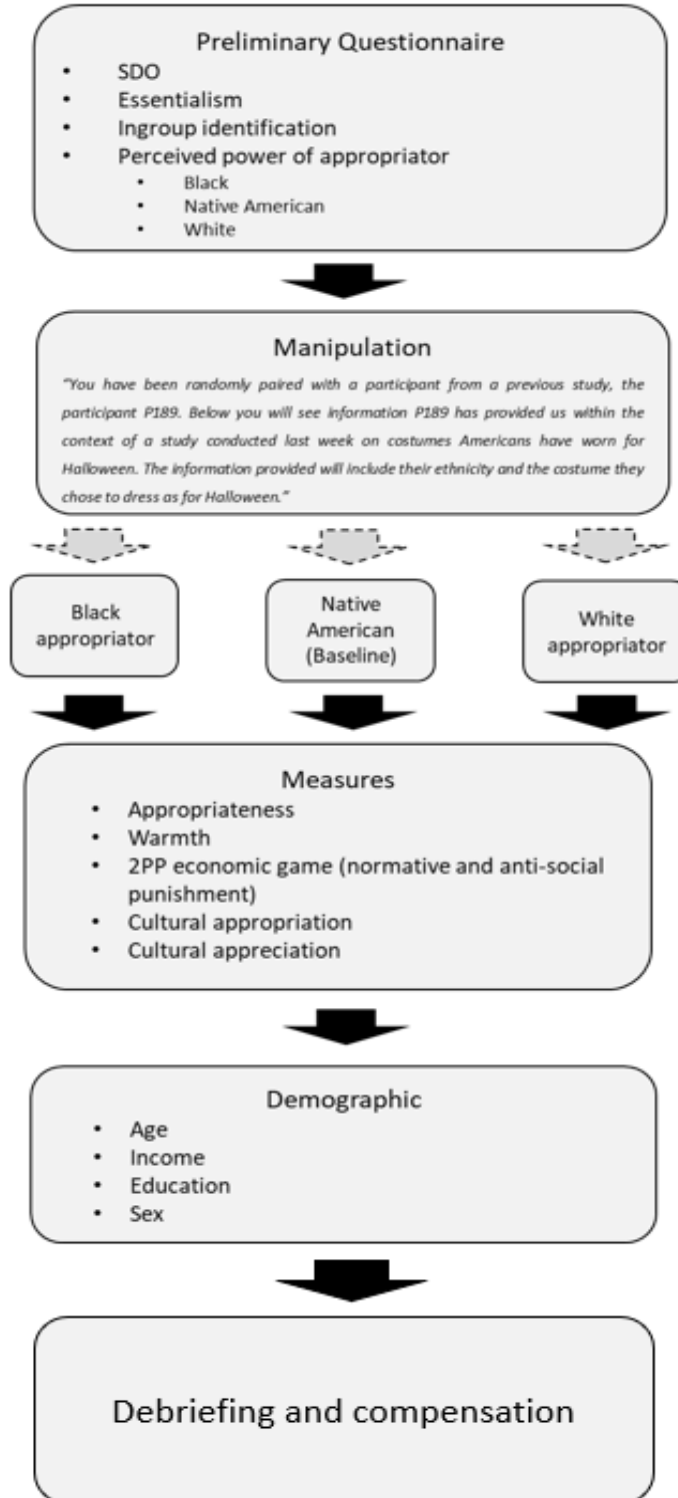 Preliminary Questionnaire
• SDO
• Essentialism
• Ingroup identification
• Perceived power of appropriator
• Black
• Native American
• White
Manipulation
"You have been randomly paired with a participant from a previous study, the
participant P189. Below you will see information P189 has provided us within the
context of a study conducted last week on costumes Americans have worn for
Halloween. The information provided will include their ethnicity and the costume they
chose to dress as for Halloween."
Black
appropriator
Native
American
(Baseline)
White
appropriator
Measures
• Appropriateness
• Warmth
• 2PP economic game (normative and anti-social
punishment)
• Cultural appropriation
• Cultural appreciation
Demographic
• Age
• Income
• Education
• Sex
Debriefing and compensation